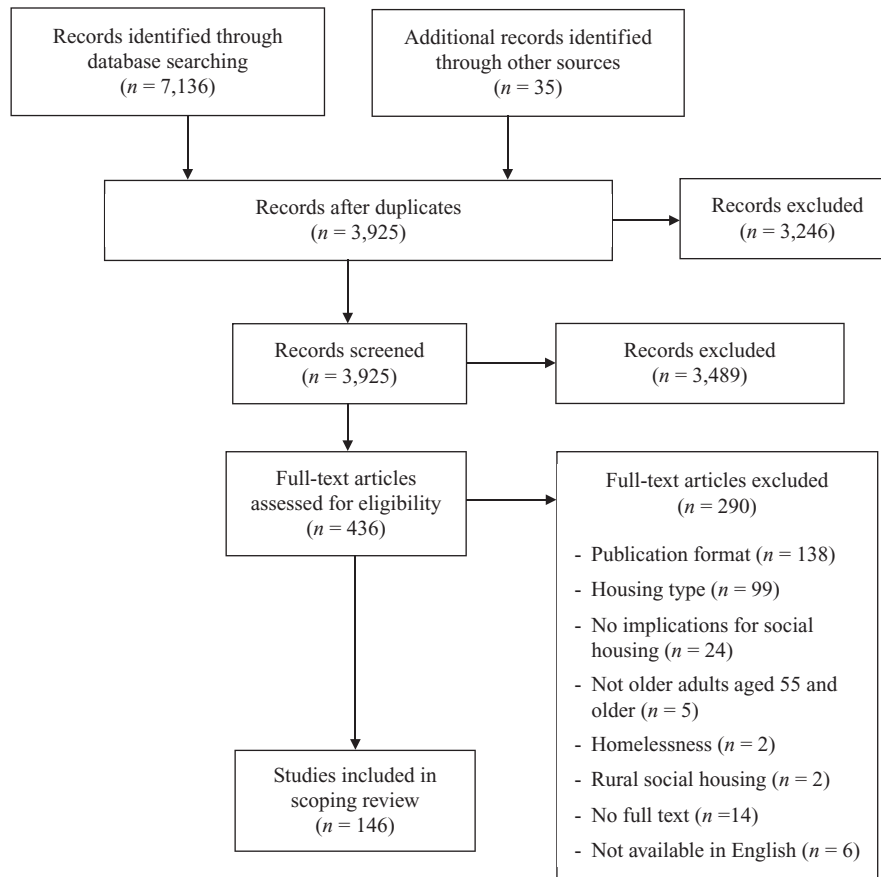 Records identified through
database searching
(n = 7,136)
Additional records identified
through other sources
(n = 35)
Records after duplicates
(n = 3,925)
Records excluded
(n = 3,246)
Records screened
(n = 3,925)
Records excluded
(n = 3,489)
Full-text articles
assessed for eligibility
(n = 436)
Full-text articles excluded
(n = 290)
- Publication format (n = 138)
- Housing type (n = 99)
- No implications for social
housing (n = 24)
- Not older adults aged 55 and
older (n = 5)
- Homelessness (n = 2)
- Rural social housing (n = 2)
- No full text (n =14)
- Not available in English (n = 6)
Studies included in
scoping review
(n = 146)